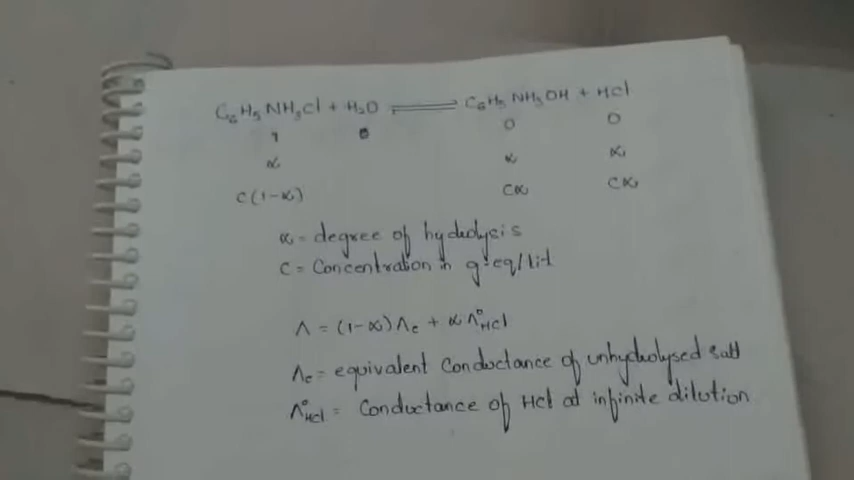 C₆H₅NH₃Cl + H₂O ⇌ C₆H₅NH₃OH + HCl
1 0 0 0
α α α
C(1-α) Cα Cα
α = degree of hydrolysis
C = Concentration in g-eq/lit
Λ = (1-α)Λc + αΛ°HCl
Λc = equivalent Conductance of unhydrolysed salt
Λ°HCl = Conductance of HCl at infinite dilution